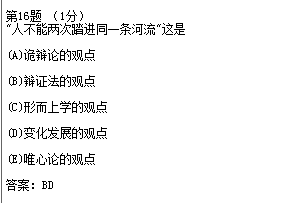 第16题 （1分）
“人不能两次踏进同一条河流“这是
(A)诡辩论的观点
(B)辩证法的观点
(C)形而上学的观点
(D)变化发展的观点
(E)唯心论的观点
答案：BD